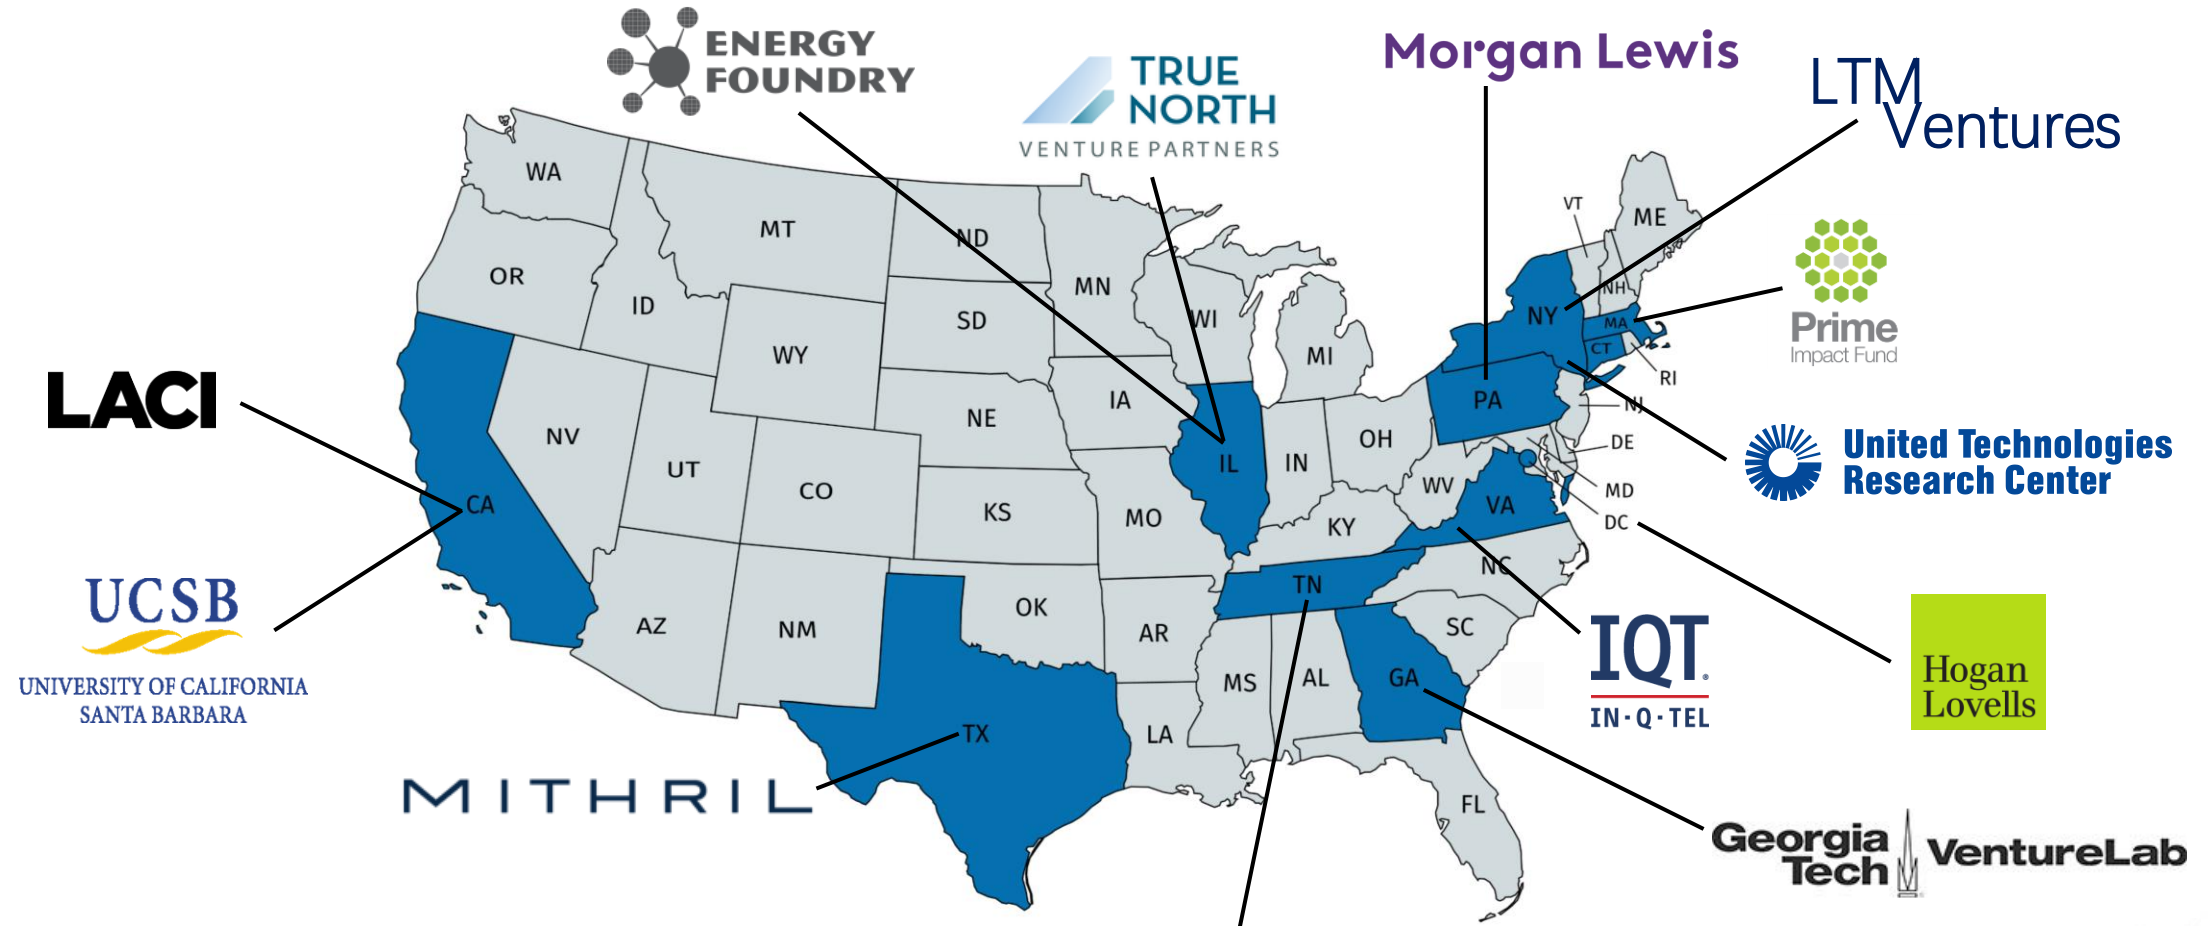 ENERGY
FOUNDRY
TRUE
NORTH
VENTURE PARTNERS
Morgan Lewis
LTM
Ventures
Prime
Impact Fund
United Technologies
Research Center
LACI
UCSB
UNIVERSITY OF CALIFORNIA
SANTA BARBARA
MITHRIL
IQT
IN·Q·TEL
Hogan
Lovells
Georgia
Tech
VentureLab
WA
MT
ND
MN
VT
ME
OR
ID
SD
WI
NH
NY
MA
WY
MI
CT
RI
NE
IA
PA
NJ
NV
UT
CO
IL
IN
OH
DE
CA
KS
MO
KY
WV
VA
MD
DC
AZ
NM
OK
AR
TN
NC
SC
TX
LA
MS
AL
GA
FL